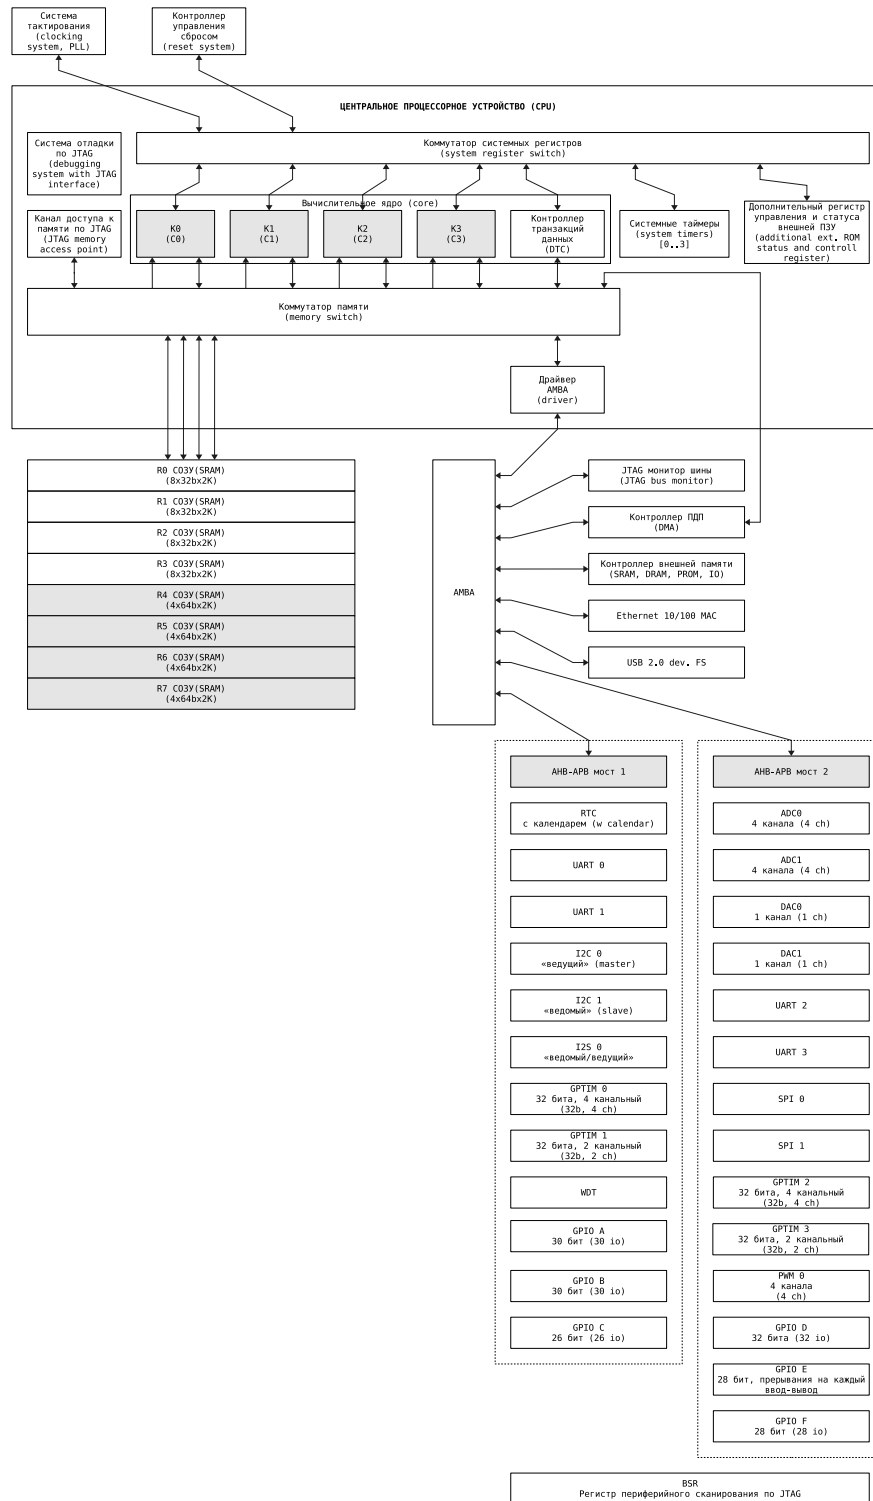 Система
тактирования
(clocking
system, PLL)
Контроллер
управления
сбросом
(reset system)
ЦЕНТРАЛЬНОЕ ПРОЦЕССОРНОЕ УСТРОЙСТВО (CPU)
Система отладки
по JTAG
(debugging
system with JTAG
interface)
Коммутатор системных регистров
(system register switch)
Канал доступа к
памяти по JTAG
(JTAG memory
access point)
Вычислительное ядро (core)
К0
(C0)
К1
(C1)
К2
(C2)
К3
(C3)
Контроллер
транзакций
данных
(DTC)
Системные таймеры
(system timers)
[0..3]
Дополнительный регистр
управления и статуса
внешней ПЗУ
(additional ext. ROM
status and controll
register)
Коммутатор памяти
(memory switch)
Драйвер
AMBA
(driver)
R0 СОЗУ(SRAM)
(8x32bx2K)
R1 СОЗУ(SRAM)
(8x32bx2K)
R2 СОЗУ(SRAM)
(8x32bx2K)
R3 СОЗУ(SRAM)
(8x32bx2K)
R4 СОЗУ(SRAM)
(4x64bx2K)
R5 СОЗУ(SRAM)
(4x64bx2K)
R6 СОЗУ(SRAM)
(4x64bx2K)
R7 СОЗУ(SRAM)
(4x64bx2K)
AMBA
JTAG монитор шины
(JTAG bus monitor)
Контроллер ПДП
(DMA)
Контроллер внешней памяти
(SRAM, DRAM, PROM, IO)
Ethernet 10/100 MAC
USB 2.0 dev. FS
AHB-APB мост 1
RTC
с календарем (w calendar)
UART 0
UART 1
I2C 0
«ведущий» (master)
I2C 1
«ведомый» (slave)
I2S 0
«ведомый/ведущий»
GPTIM 0
32 бита, 4 канальный
(32b, 4 ch)
GPTIM 1
32 бита, 2 канальный
(32b, 2 ch)
WDT
GPIO A
30 бит (30 io)
GPIO B
30 бит (30 io)
GPIO C
26 бит (26 io)
AHB-APB мост 2
ADC0
4 канала (4 ch)
ADC1
4 канала (4 ch)
DAC0
1 канал (1 ch)
DAC1
1 канал (1 ch)
UART 2
UART 3
SPI 0
SPI 1
GPTIM 2
32 бита, 4 канальный
(32b, 4 ch)
GPTIM 3
32 бита, 2 канальный
(32b, 2 ch)
PWM 0
4 канала
(4 ch)
GPIO D
32 бита (32 io)
GPIO E
28 бит, прерывания на каждый
ввод-вывод
GPIO F
28 бит (28 io)
BSR
Регистр периферийного сканирования по JTAG